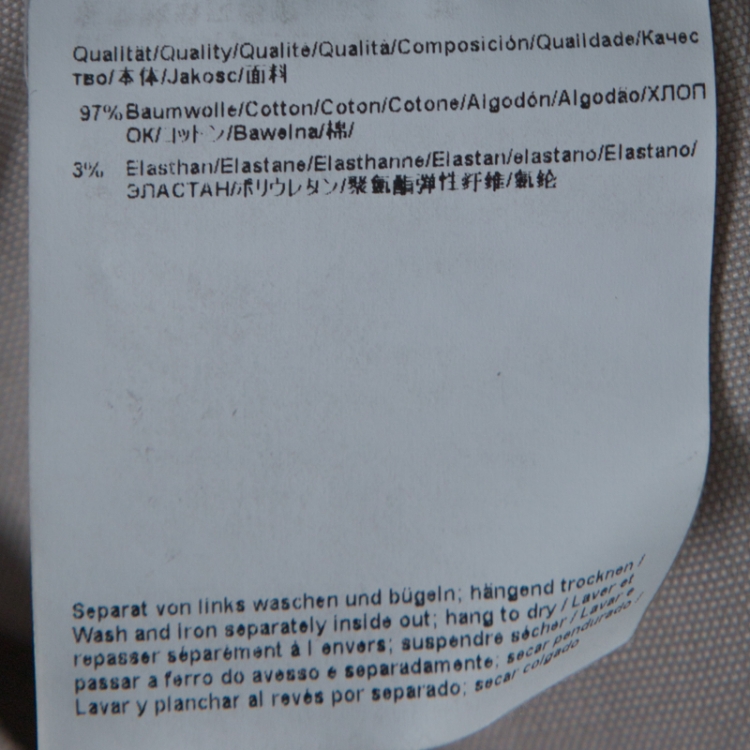 Qualität/Quality/Qualité/Qualità/Composición/Qualidade/Качес
тво/本体/Jakosc/面料
97% Baumwolle/Cotton/Coton/Cotone/Algodón/Algodão/ХЛОП
ОК/コットン/Bawelna/棉/
3% Elasthan/Elastane/Elasthanne/Elastan/elastano/Elastano/
ЭЛАСТАН/ポリウレタン/聚氨酯弹性纤维/氨纶
Separat von links waschen und bügeln; hängend trocknen /
Wash and iron separately inside out; hang to dry / Laver et
repasser séparément à l envers; suspendre sécher / Lavar e
passar a ferro do avesso e separadamente; secar pendurado /
Lavar y planchar al revés por separado; secar colgado